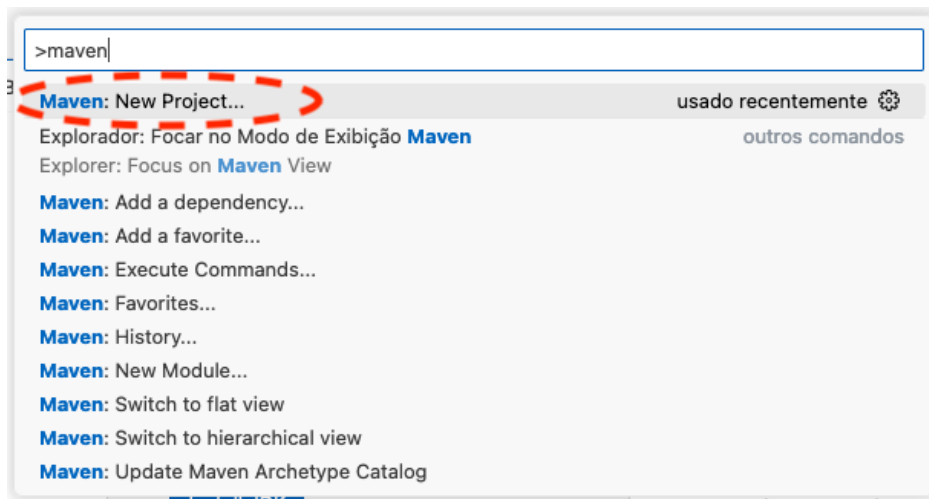 >maven
Maven: New Project...
usado recentemente
Explorador: Focar no Modo de Exibição Maven
outros comandos
Explorer: Focus on Maven View
Maven: Add a dependency...
Maven: Add a favorite...
Maven: Execute Commands...
Maven: Favorites...
Maven: History...
Maven: New Module...
Maven: Switch to flat view
Maven: Switch to hierarchical view
Maven: Update Maven Archetype Catalog